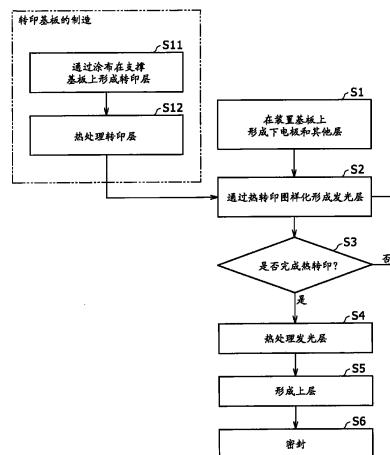 转印基板的制造
S11
通过涂布在支撑
基板上形成转印层
S12
热处理转印层
S1
在装置基板上
形成下电极和其他层
S2
通过热转印图样化形成发光层
S3
是否完成热转印?
否
是
S4
热处理发光层
S5
形成上层
S6
密封